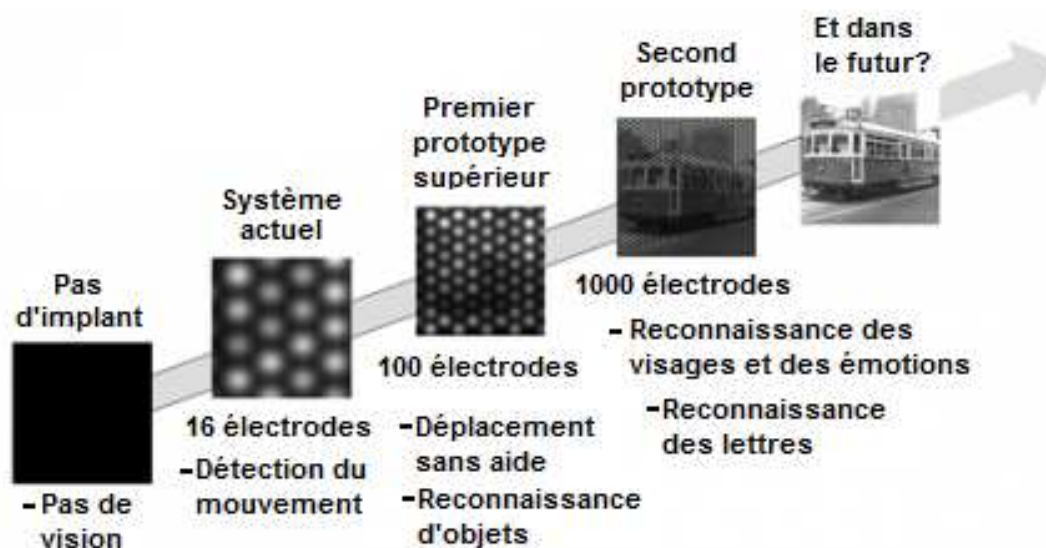 Pas
d'implant
- Pas de
vision
Système
actuel
16 électrodes
- Détection du
mouvement
Premier
prototype
supérieur
100 électrodes
- Déplacement
sans aide
- Reconnaissance
d'objets
Second
prototype
1000 électrodes
- Reconnaissance des
visages et des émotions
- Reconnaissance
des lettres
Et dans
le futur?